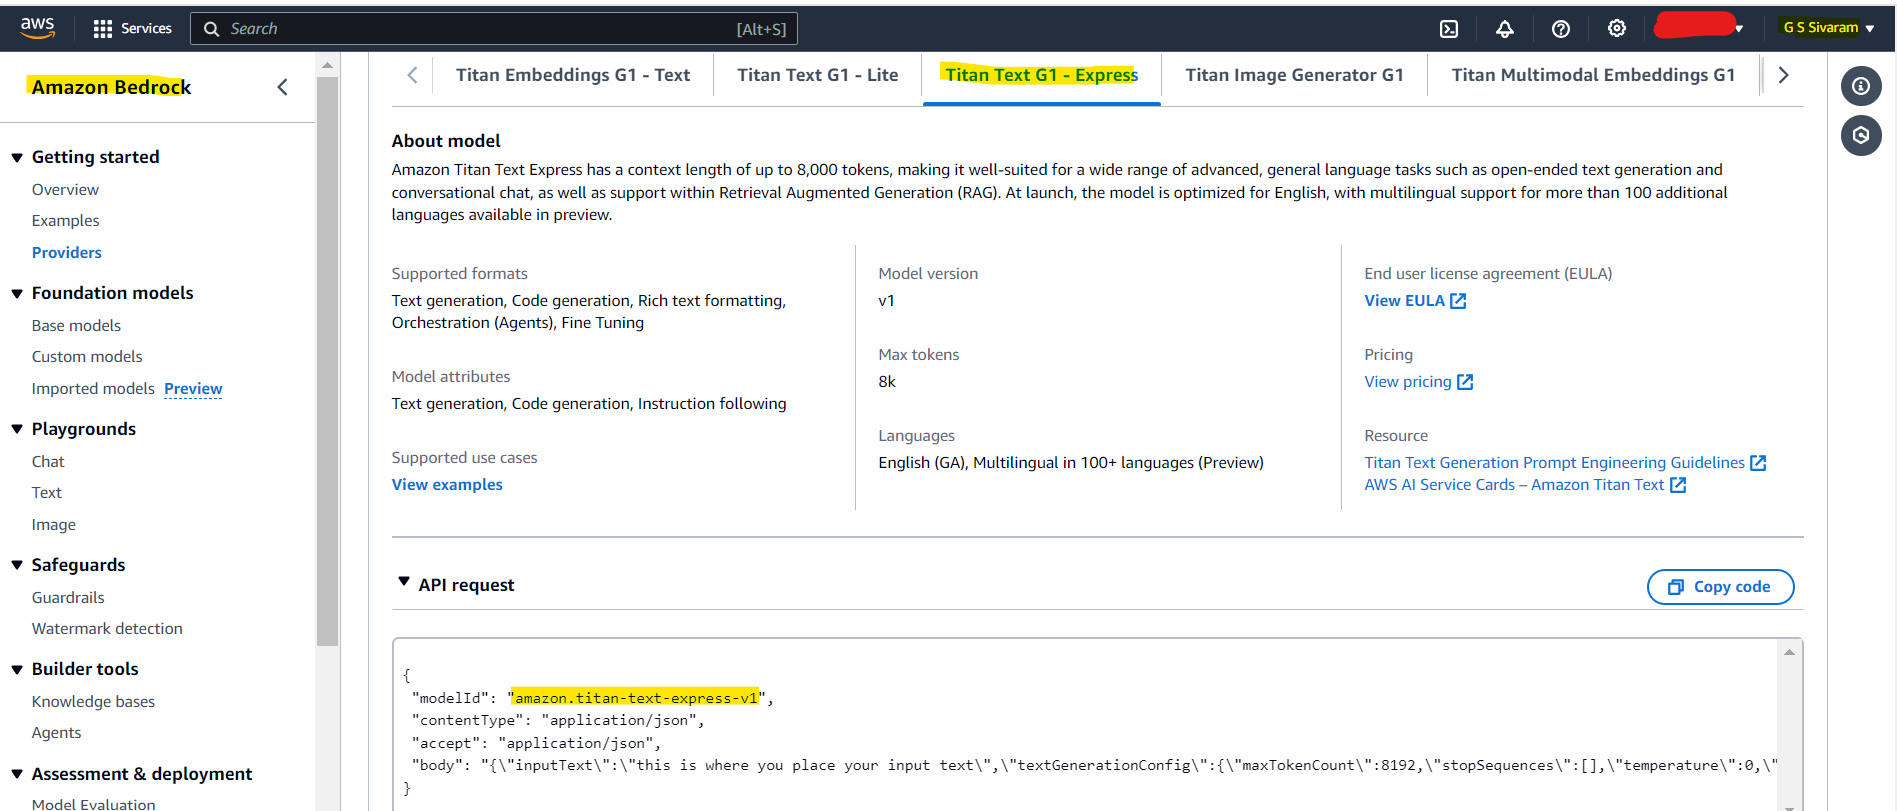 aws Services Search [Alt+S] G S Sivaram
Amazon Bedrock
Getting started
Overview
Examples
Providers
Foundation models
Base models
Custom models
Imported models Preview
Playgrounds
Chat
Text
Image
Safeguards
Guardrails
Watermark detection
Builder tools
Knowledge bases
Agents
Assessment & deployment
Model Evaluation
Titan Embeddings G1 - Text Titan Text G1 - Lite Titan Text G1 - Express Titan Image Generator G1 Titan Multimodal Embeddings G1
About model
Amazon Titan Text Express has a context length of up to 8,000 tokens, making it well-suited for a wide range of advanced, general language tasks such as open-ended text generation and
conversational chat, as well as support within Retrieval Augmented Generation (RAG). At launch, the model is optimized for English, with multilingual support for more than 100 additional
languages available in preview.
Supported formats
Text generation, Code generation, Rich text formatting,
Orchestration (Agents), Fine Tuning
Model attributes
Text generation, Code generation, Instruction following
Supported use cases
View examples
Model version
v1
Max tokens
8k
Languages
English (GA), Multilingual in 100+ languages (Preview)
End user license agreement (EULA)
View EULA
Pricing
View pricing
Resource
Titan Text Generation Prompt Engineering Guidelines
AWS AI Service Cards – Amazon Titan Text
API request
Copy code
{
"modelId": "amazon.titan-text-express-v1",
"contentType": "application/json",
"accept": "application/json",
"body": "{\"inputText\":\"this is where you place your input text\",\"textGenerationConfig\":{\"maxTokenCount\":8192,\"stopSequences\":[],\"temperature\":0,\"
}